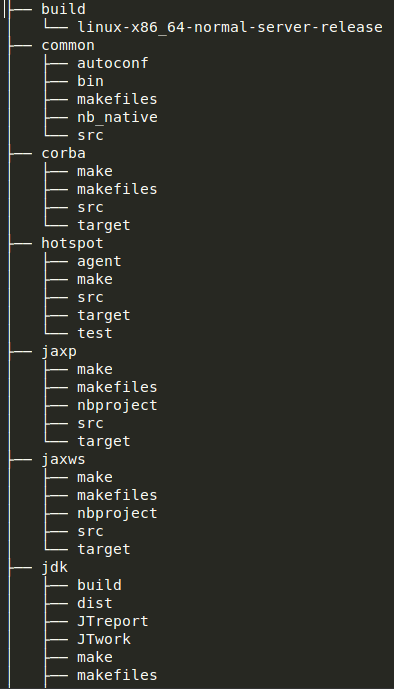 ├── build
│   └── linux-x86_64-normal-server-release
├── common
│   ├── autoconf
│   ├── bin
│   ├── makefiles
│   ├── nb_native
│   └── src
├── corba
│   ├── make
│   ├── makefiles
│   ├── src
│   └── target
├── hotspot
│   ├── agent
│   ├── make
│   ├── src
│   ├── target
│   └── test
├── jaxp
│   ├── make
│   ├── makefiles
│   ├── nbproject
│   ├── src
│   └── target
├── jaxws
│   ├── make
│   ├── makefiles
│   ├── nbproject
│   ├── src
│   └── target
├── jdk
│   ├── build
│   ├── dist
│   ├── JTreport
│   ├── JTwork
│   ├── make
│   ├── makefiles